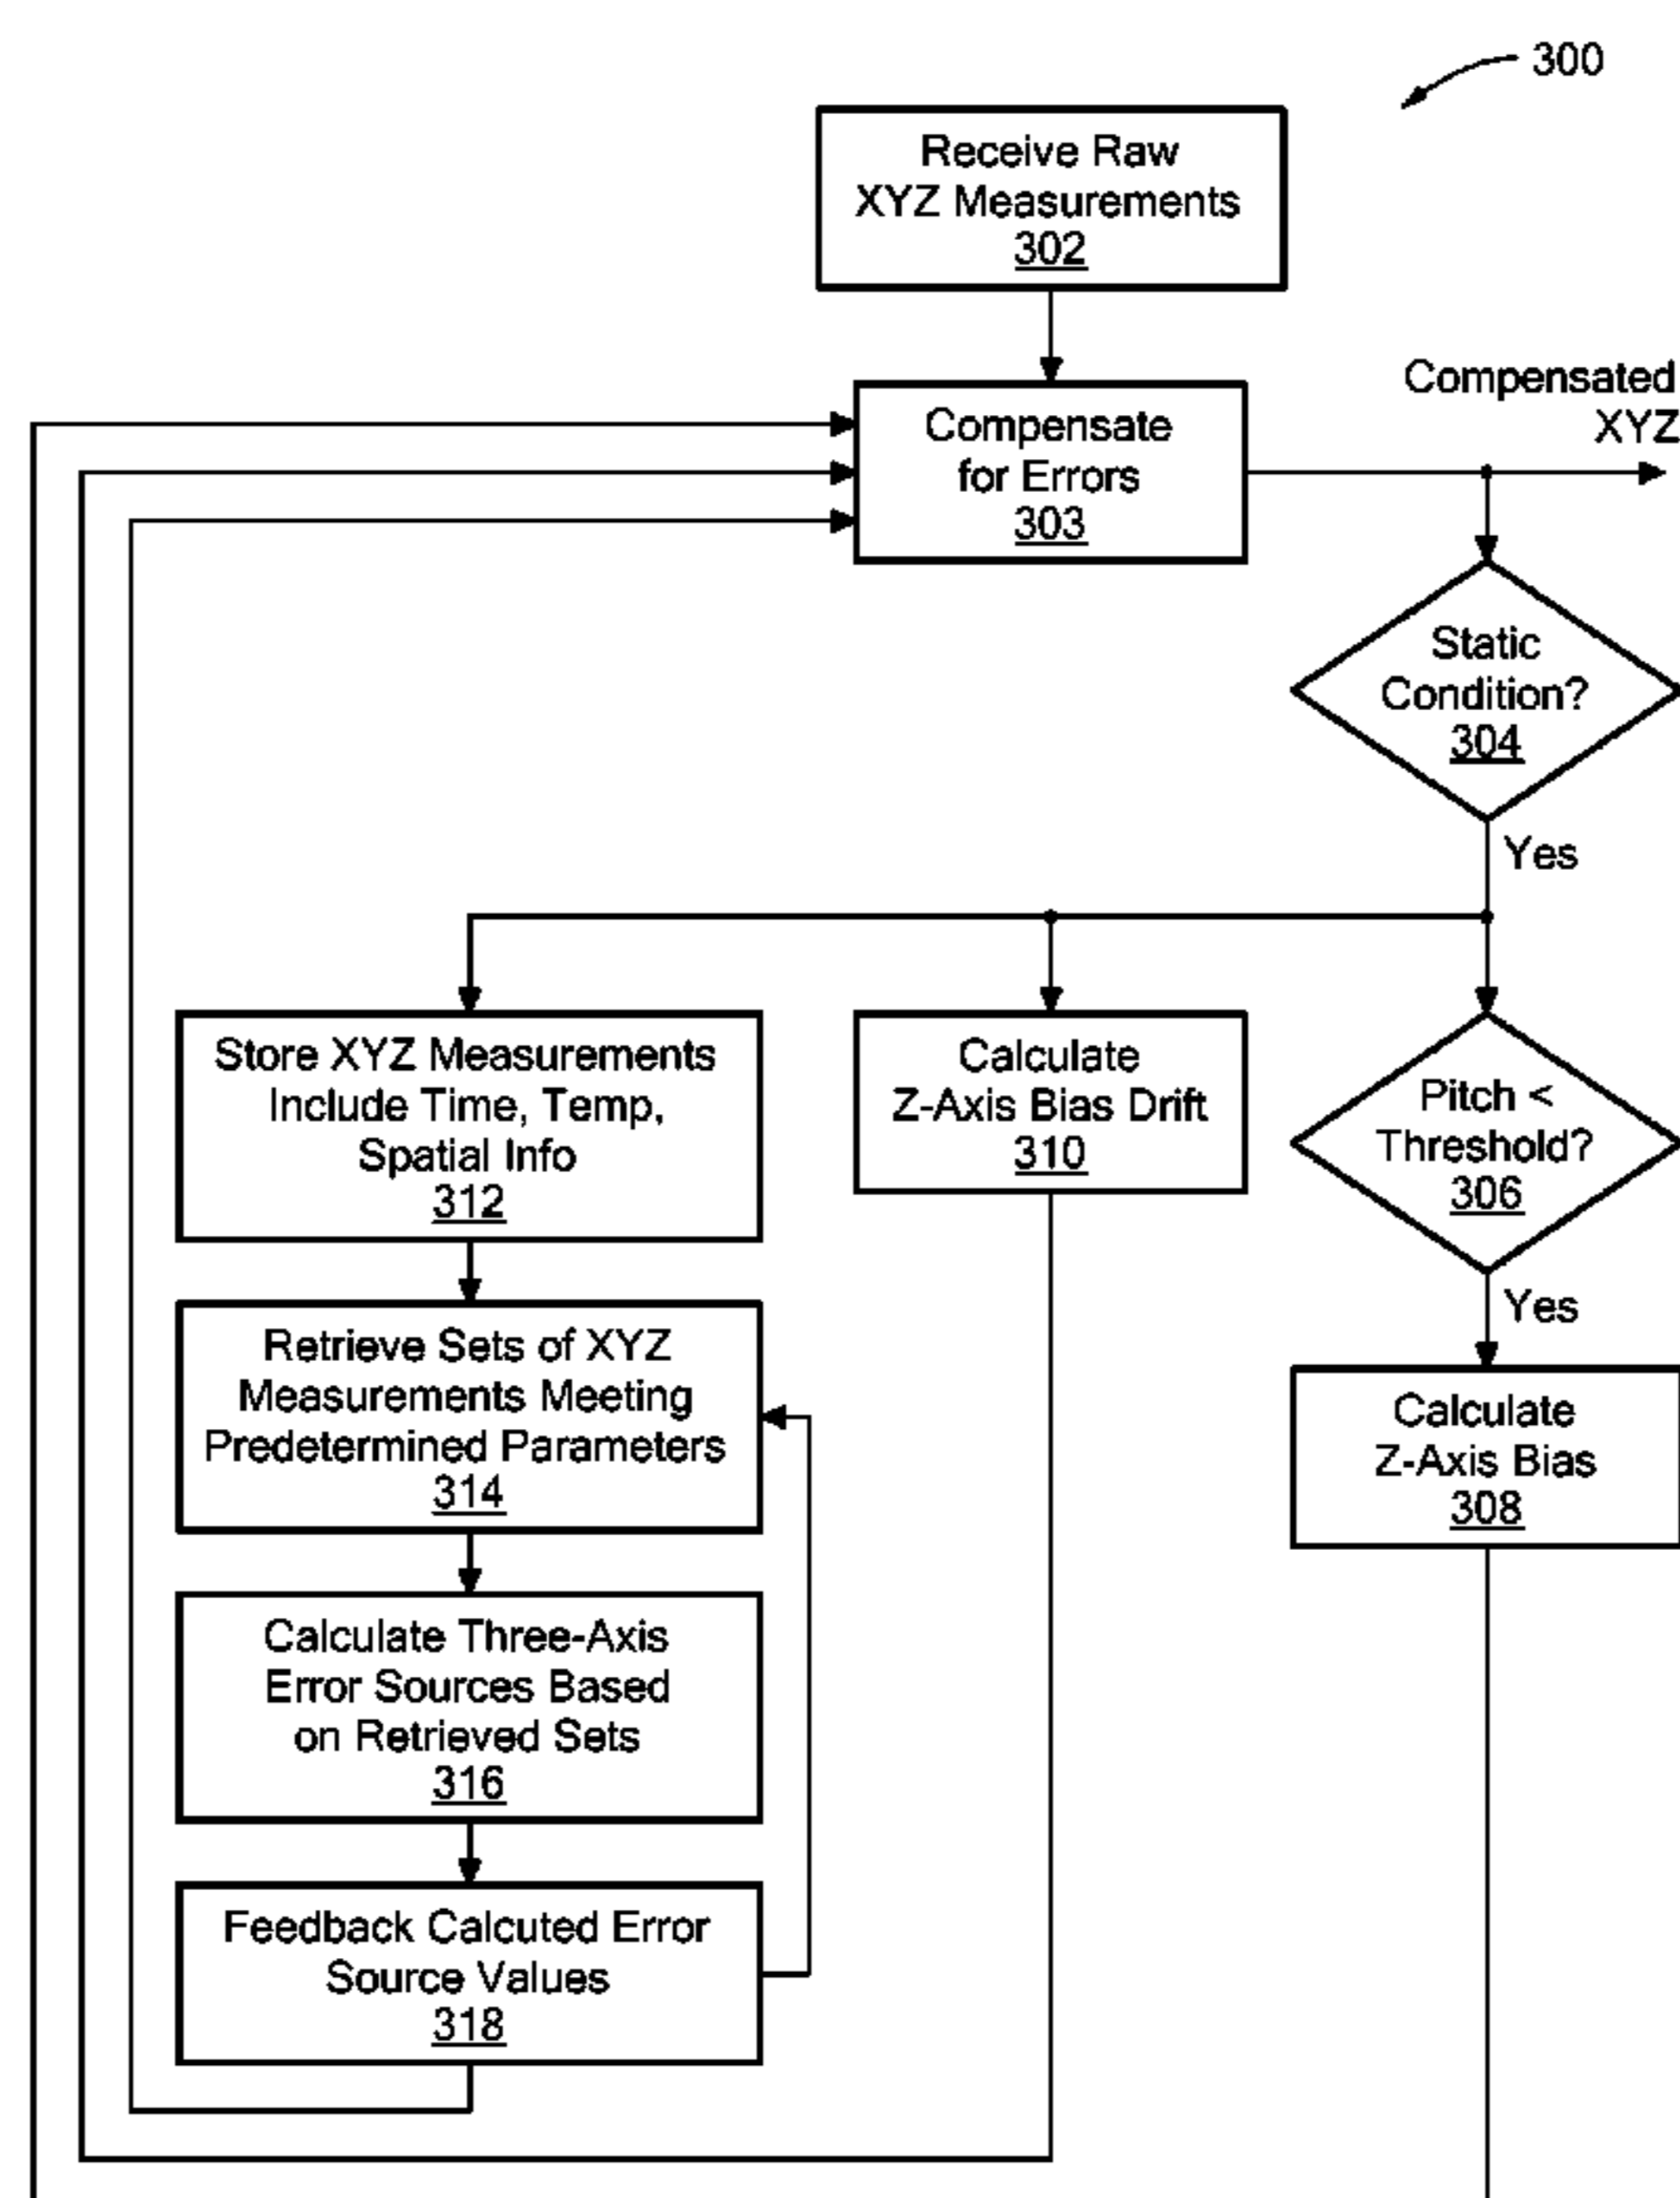 300
Receive Raw
XYZ Measurements
302
Compensate
for Errors
303
Compensated
XYZ
Static
Condition?
304
Yes
Store XYZ Measurements
Include Time, Temp,
Spatial Info
312
Calculate
Z-Axis Bias Drift
310
Pitch <
Threshold?
306
Yes
Retrieve Sets of XYZ
Measurements Meeting
Predetermined Parameters
314
Calculate
Z-Axis Bias
308
Calculate Three-Axis
Error Sources Based
on Retrieved Sets
316
Feedback Calcuted Error
Source Values
318